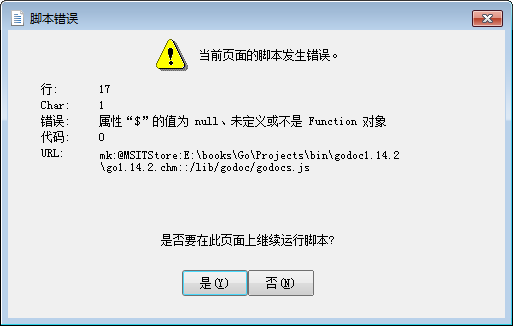 脚本错误
当前页面的脚本发生错误。
行: 17
Char: 1
错误: 属性“$”的值为 null、未定义或不是 Function 对象
代码: 0
URL: mk:@MSITStore:E:\books\Go\Projects\bin\godoc1.14.2
\go1.14.2.chm::/lib/godoc/godocs.js
是否要在此页面上继续运行脚本?
是(Y) 否(N)